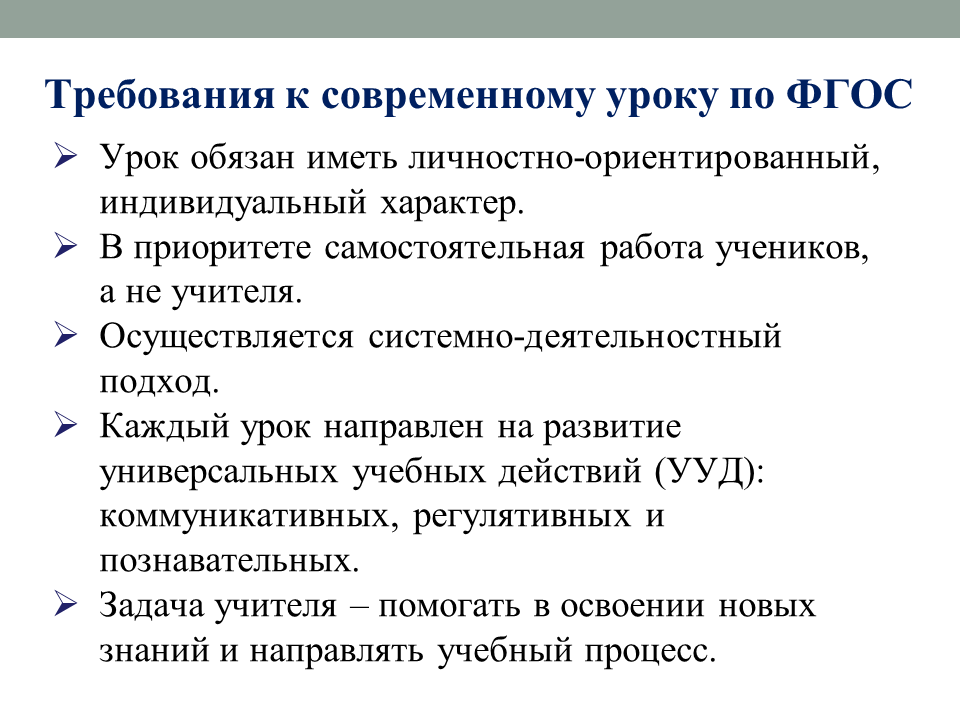 Требования к современному уроку по ФГОС
Урок обязан иметь личностно-ориентированный,
индивидуальный характер.
В приоритете самостоятельная работа учеников,
а не учителя.
Осуществляется системно-деятельностный
подход.
Каждый урок направлен на развитие
универсальных учебных действий (УУД):
коммуникативных, регулятивных и
познавательных.
Задача учителя – помогать в освоении новых
знаний и направлять учебный процесс.